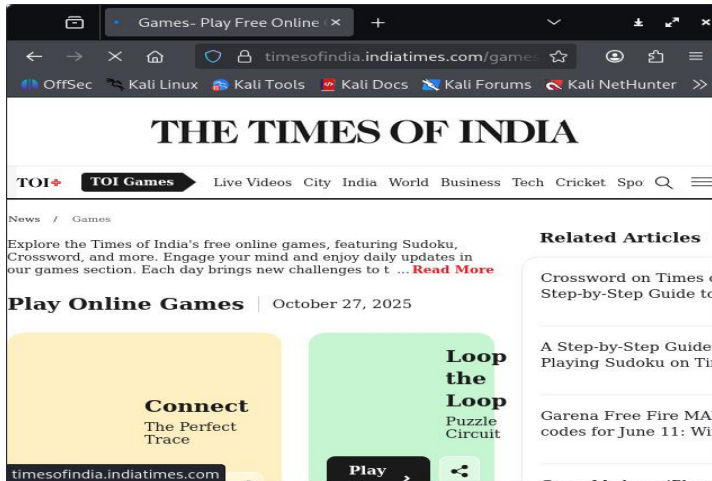 Games- Play Free Online
timesofindia.indiatimes.com/games
OffSec Kali Linux Kali Tools Kali Docs Kali Forums Kali NetHunter
THE TIMES OF INDIA
TOI+ TOI Games Live Videos City India World Business Tech Cricket Spo
News / Games
Explore the Times of India's free online games, featuring Sudoku,
Crossword, and more. Engage your mind and enjoy daily updates in
our games section. Each day brings new challenges to t ... Read More
Play Online Games | October 27, 2025
Connect
The Perfect
Trace
Loop
the
Loop
Puzzle
Circuit
Play
Related Articles
Crossword on Times
Step-by-Step Guide to
A Step-by-Step Guide
Playing Sudoku on
Garena Free Fire MA
codes for June 11:
timesofindia.indiatimes.com